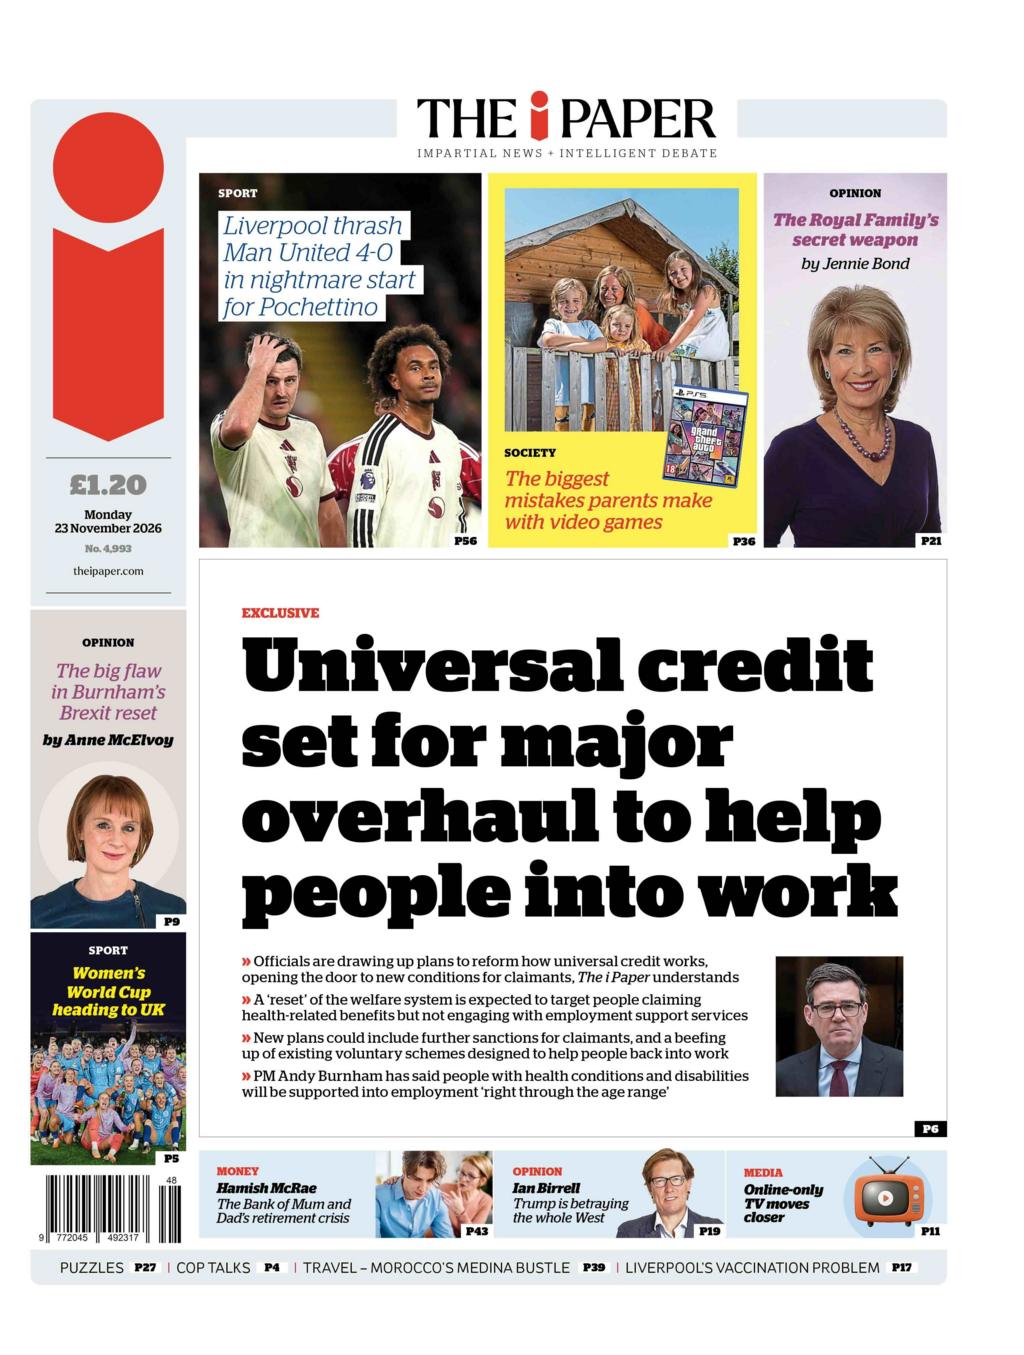 THE i PAPER
IMPARTIAL NEWS + INTELLIGENT DEBATE
£1.20
Monday
23 November 2026
No. 4,993
theipaper.com
SPORT
Liverpool thrash
Man United 4-0
in nightmare start
for Pochettino
P56
PS5
grand
theft
auto
18
SOCIETY
The biggest
mistakes parents make
with video games
P36
OPINION
The Royal Family's
secret weapon
by Jennie Bond
P21
OPINION
The big flaw
in Burnham's
Brexit reset
by Anne McElvoy
P9
SPORT
Women's
World Cup
heading to UK
P5
EXCLUSIVE
Universal credit
set for major
overhaul to help
people into work
» Officials are drawing up plans to reform how universal credit works,
opening the door to new conditions for claimants, The i Paper understands
» A 'reset' of the welfare system is expected to target people claiming
health-related benefits but not engaging with employment support services
» New plans could include further sanctions for claimants, and a beefing
up of existing voluntary schemes designed to help people back into work
» PM Andy Burnham has said people with health conditions and disabilities
will be supported into employment 'right through the age range'
P6
48
9 772045 492317
MONEY
Hamish McRae
The Bank of Mum and
Dad's retirement crisis
P43
OPINION
Ian Birrell
Trump is betraying
the whole West
P19
MEDIA
Online-only
TV moves
closer
P11
PUZZLES P27 | COP TALKS P4 | TRAVEL – MOROCCO'S MEDINA BUSTLE P39 | LIVERPOOL'S VACCINATION PROBLEM P17